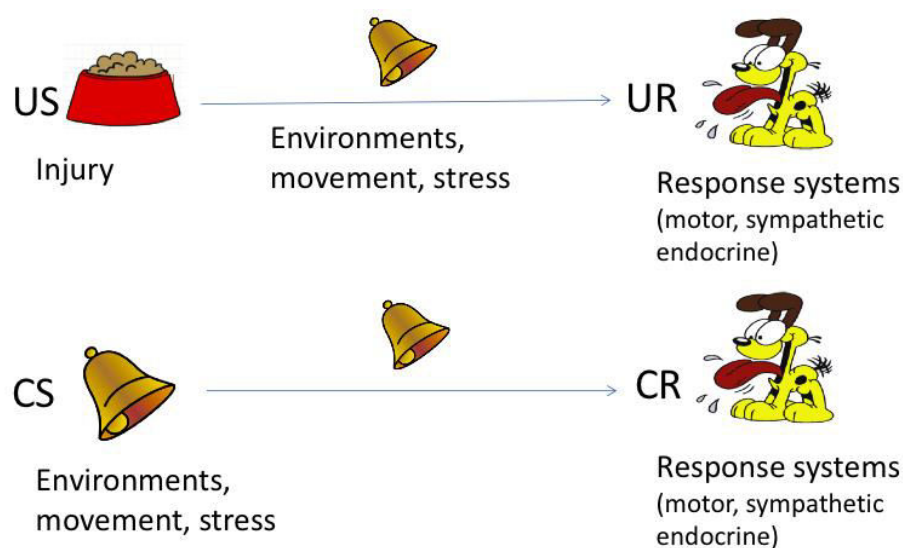 US
UR
Injury
Environments,
movement, stress
Response systems
(motor, sympathetic
endocrine)
CS
CR
Environments,
movement, stress
Response systems
(motor, sympathetic
endocrine)